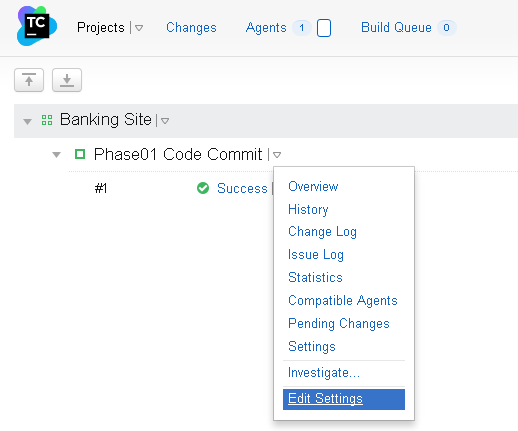 TC
Projects
Changes
Agents 1
Build Queue 0
Banking Site
Phase01 Code Commit
#1 Success
Overview
History
Change Log
Issue Log
Statistics
Compatible Agents
Pending Changes
Settings
Investigate...
Edit Settings